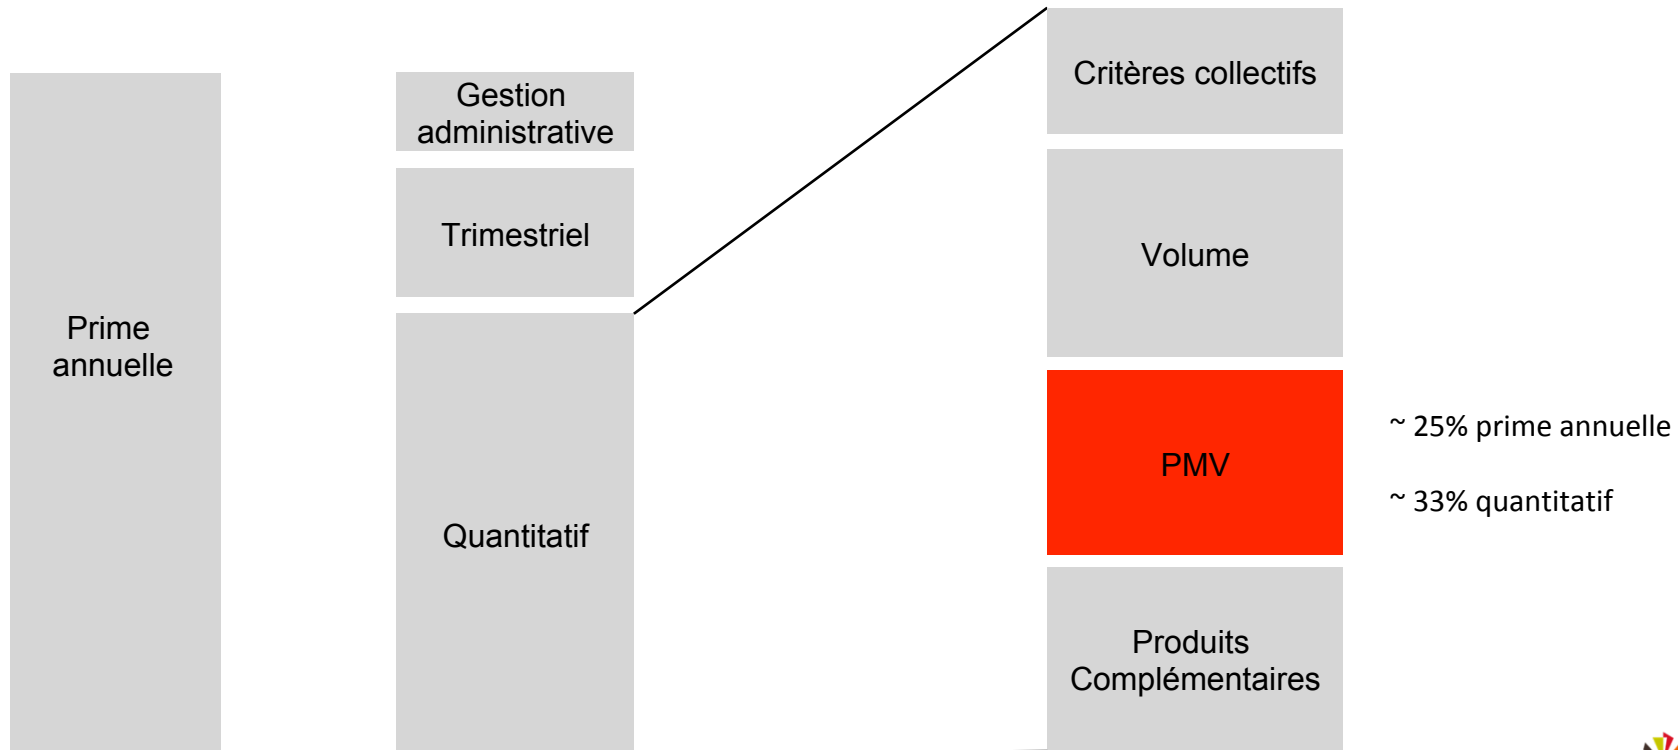 Prime
annuelle
Gestion
administrative
Trimestriel
Quantitatif
Critères collectifs
Volume
PMV
Produits
Complémentaires
~ 25% prime annuelle
~ 33% quantitatif